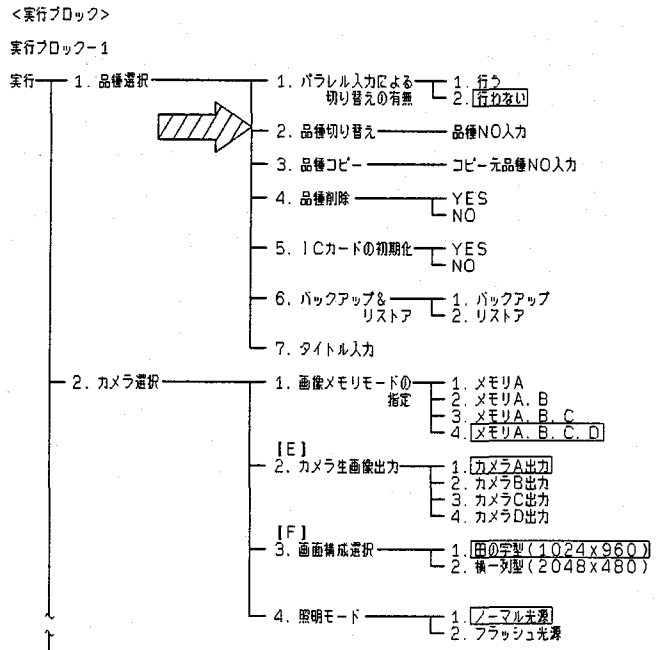 <実行ブロック>
実行ブロック-1
実行 1. 品種選択 1. パラレル入力による 1. 行う
切り替えの有無 2. 行わない
2. 品種切り替え 品種NO入力
3. 品種コピー コピー元品種NO入力
4. 品種削除 YES
NO
5. ICカードの初期化 YES
NO
6. バックアップ& 1. バックアップ
リストア 2. リストア
7. タイトル入力
2. カメラ選択 1. 画像メモリモードの 1. メモリA
指定 2. メモリA. B
3. メモリA. B. C
4. メモリA. B. C. D
[E]
2. カメラ生画像出力 1. カメラA出力
2. カメラB出力
3. カメラC出力
4. カメラD出力
[F]
3. 画面構成選択 1. 田の字型(1024x960)
2. 横一列型(2048x480)
4. 照明モード 1. ノーマル光源
2. フラッシュ光源